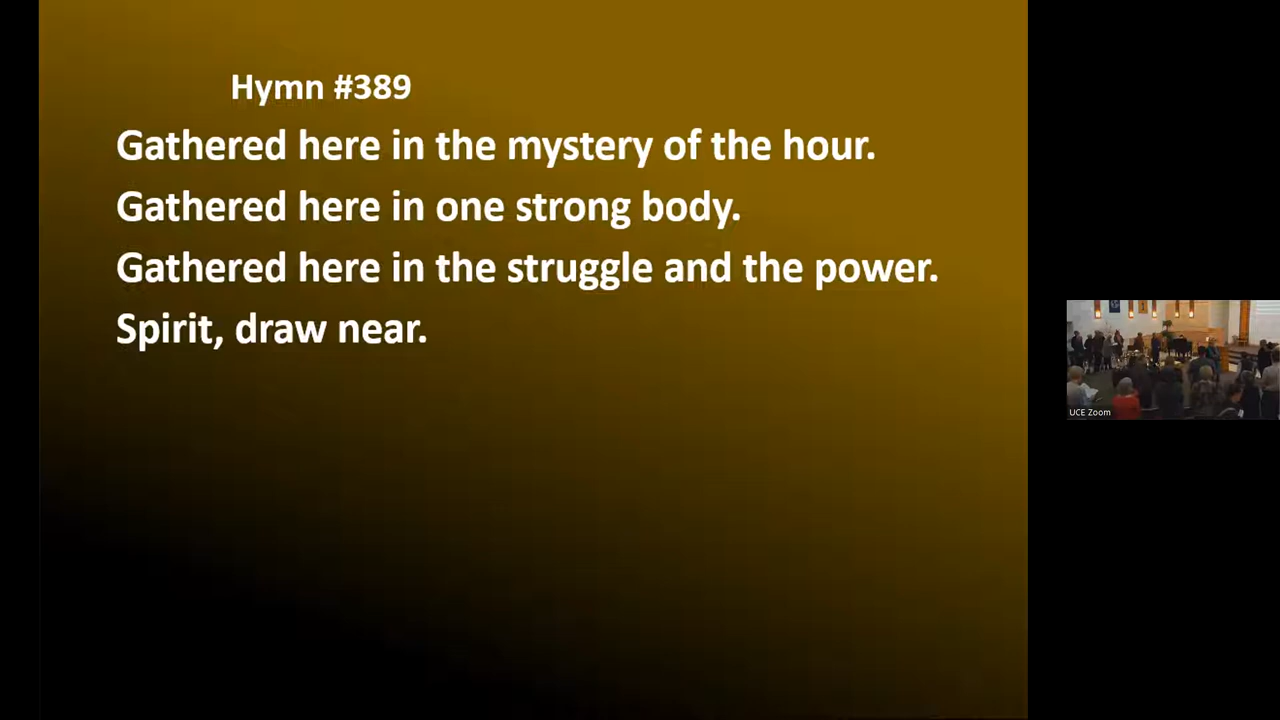 Hymn #389
Gathered here in the mystery of the hour.
Gathered here in one strong body.
Gathered here in the struggle and the power.
Spirit, draw near.
UCE Zoom